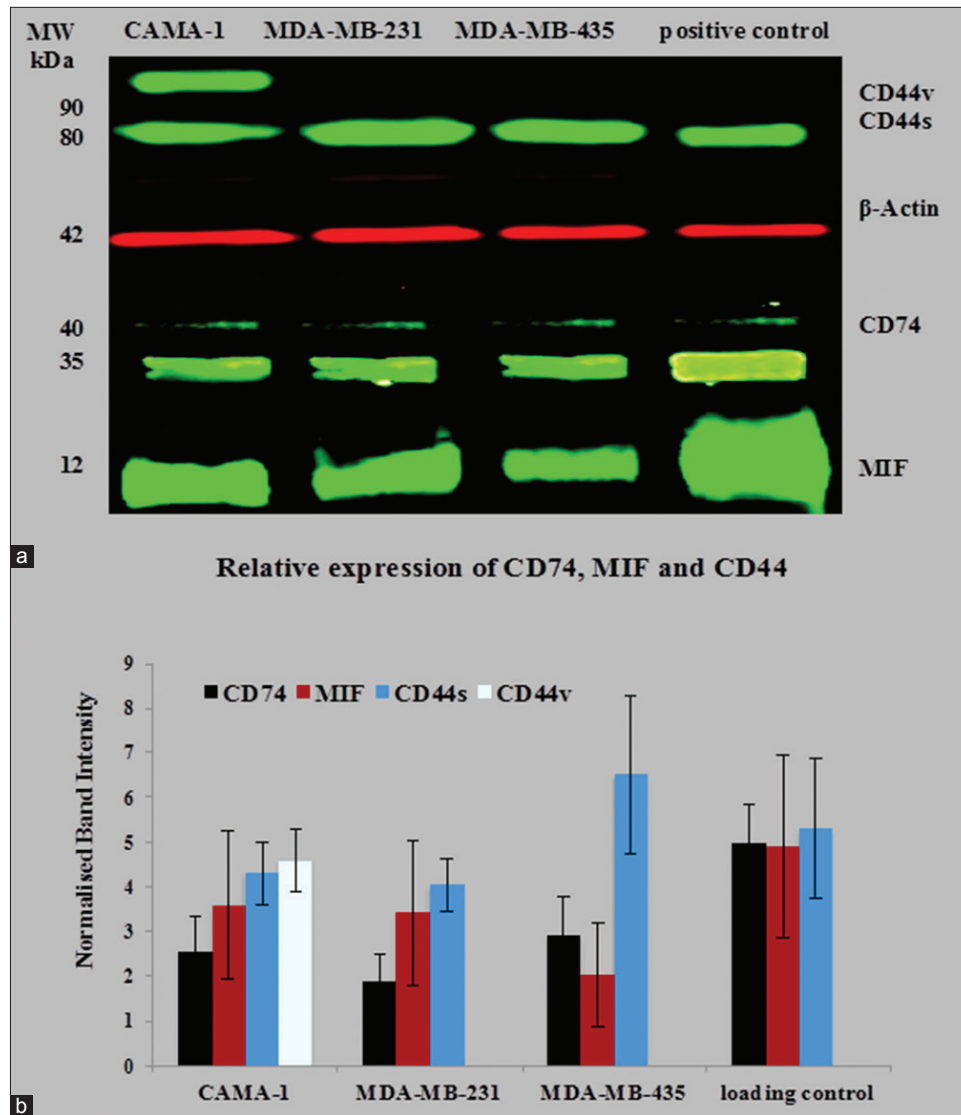 MW CAMA-1 MDA-MB-231 MDA-MB-435 positive control
kDa
90 CD44v
80 CD44s
β-Actin
42
40 CD74
35
12 MIF
a
Relative expression of CD74, MIF and CD44
9
CD74 MIF CD44s CD44v
8
7
6
5
4
3
2
1
0
Normalised Band Intensity
CAMA-1 MDA-MB-231 MDA-MB-435 loading control
b